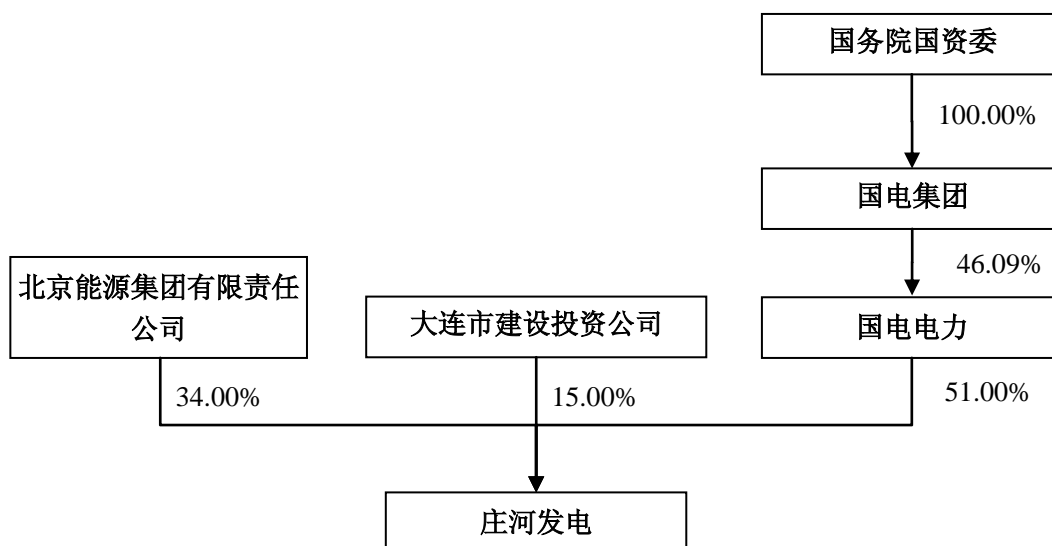 国务院国资委
100.00%
国电集团
46.09%
北京能源集团有限责任
公司
大连市建设投资公司
国电电力
34.00%
15.00%
51.00%
庄河发电